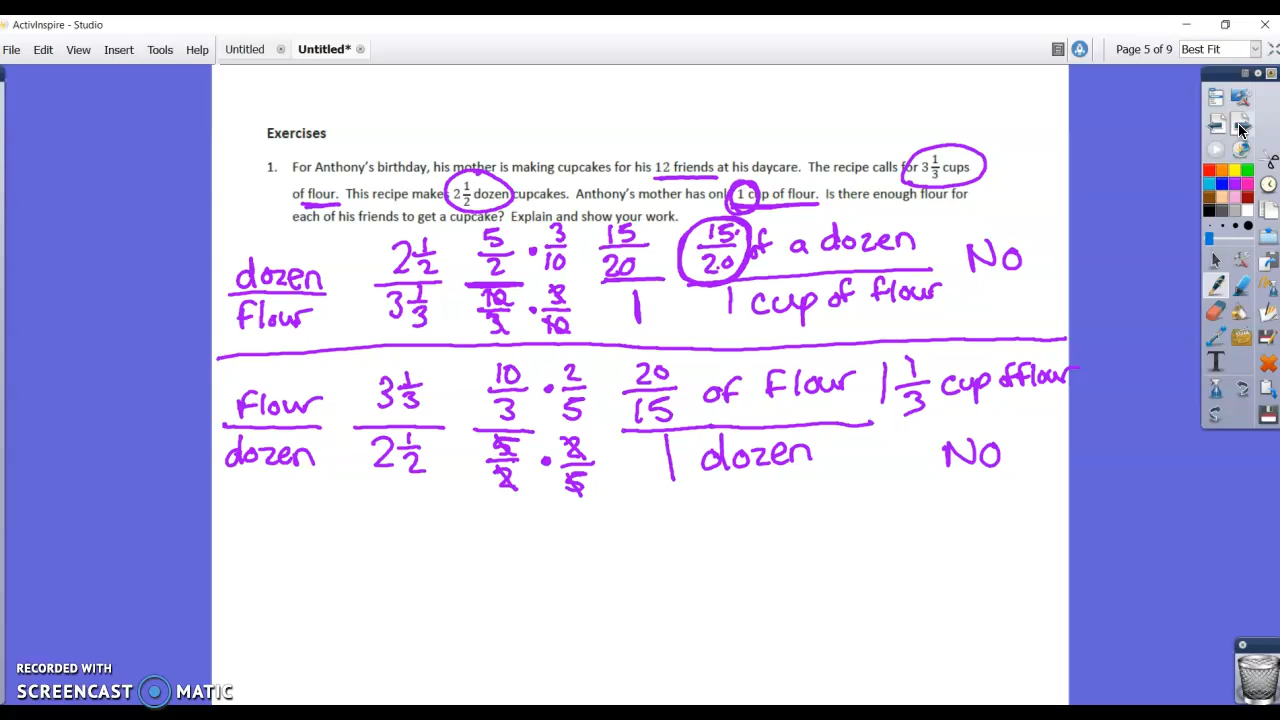 ActivInspire - Studio
File Edit View Insert Tools Help Untitled Untitled* Page 5 of 9 Best Fit
Exercises
1. For Anthony's birthday, his mother is making cupcakes for his 12 friends at his daycare. The recipe calls for 3 1/3 cups
of flour. This recipe makes 2 1/2 dozen cupcakes. Anthony's mother has only 1 cup of flour. Is there enough flour for
each of his friends to get a cupcake? Explain and show your work.
dozen/flour 2 1/2 / 3 1/3 5/2 · 3/10 / 10/3 · 3/10 15/20 / 1 15/20 of a dozen / 1 cup of flour No
flour/dozen 3 1/3 / 2 1/2 10/3 · 2/5 / 5/2 · 2/5 20/15 of flour / 1 dozen 1 1/3 cup of flour
No
RECORDED WITH
SCREENCAST MATIC